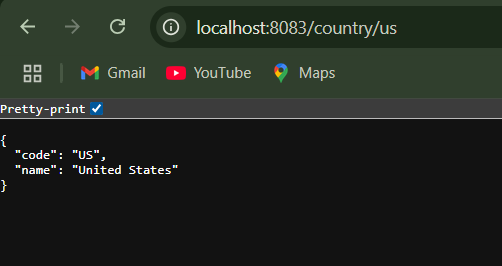 localhost:8083/country/us
Gmail YouTube Maps
Pretty-print
{
  "code": "US",
  "name": "United States"
}